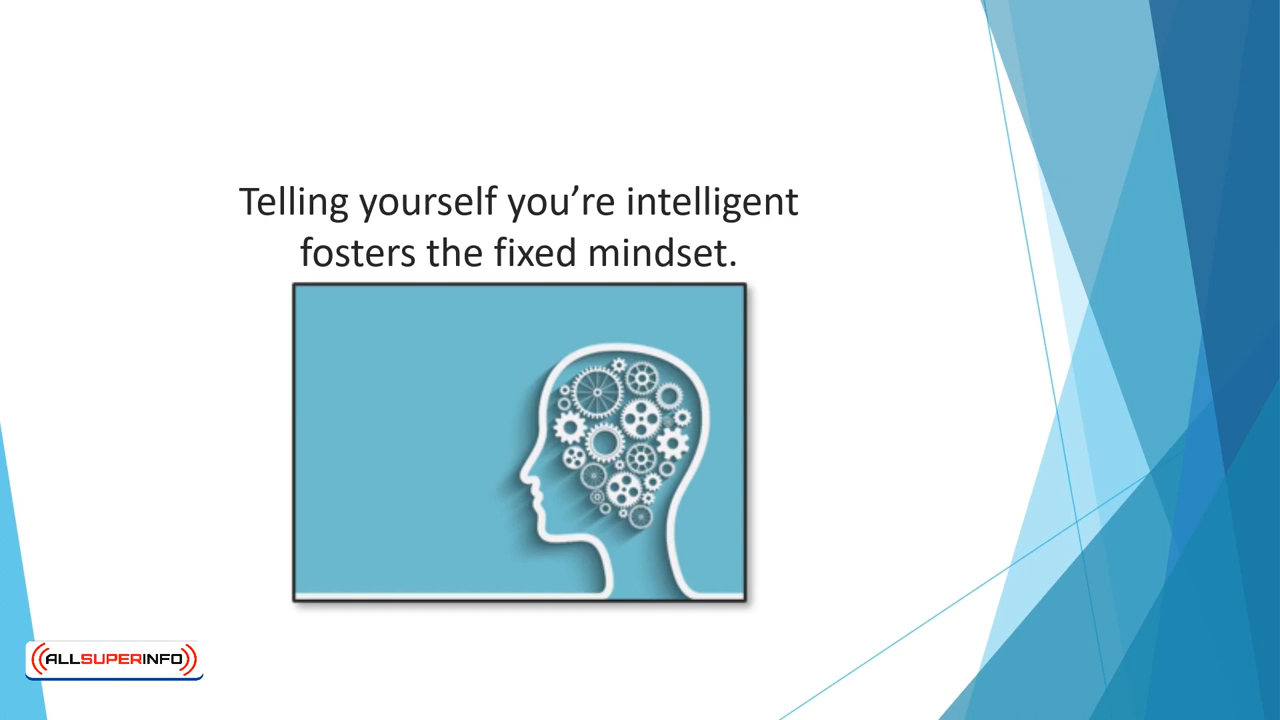 Telling yourself you’re intelligent
fosters the fixed mindset.
ALLSUPERINFO